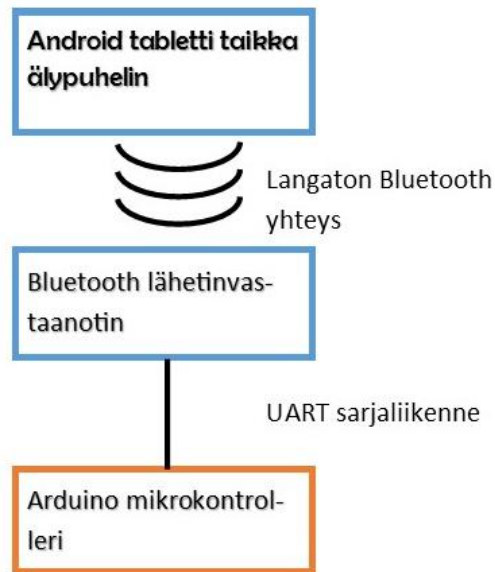 Android tabletti taikka
älypuhelin
Langaton Bluetooth
yhteys
Bluetooth lähetinvas-
taanotin
UART sarjaliikenne
Arduino mikrokontrol-
leri